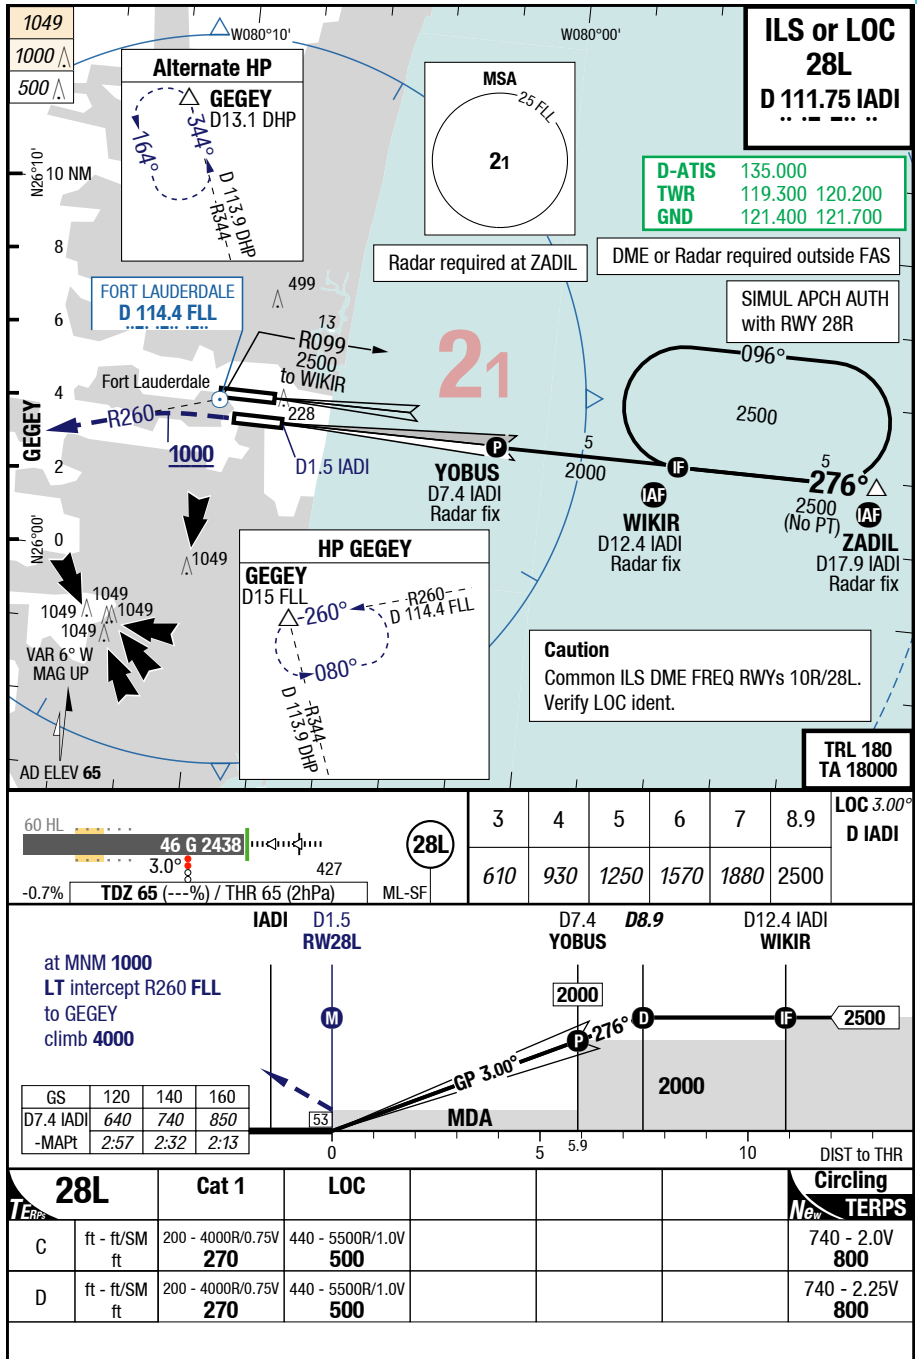 1049
1000
500
W080°10'
W080°00'
ILS or LOC
28L
D 111.75 IADI
Alternate HP
GEGEY
D13.1 DHP
344°
164°
D 113.9 DHP
R344
MSA
25 FLL
21
D-ATIS 135.000
TWR 119.300 120.200
GND 121.400 121.700
N26°10'
10 NM
8
6
4
2
0
N26°00'
Radar required at ZADIL
DME or Radar required outside FAS
SIMUL APCH AUTH
with RWY 28R
FORT LAUDERDALE
D 114.4 FLL
499
13
R099
2500
to WIKIR
21
096°
2500
Fort Lauderdale
GEGEY
R260
1000
228
D1.5 IADI
P
YOBUS
D7.4 IADI
Radar fix
5
2000
IF
IAF
WIKIR
D12.4 IADI
Radar fix
5
276°
2500
(No PT)
IAF
ZADIL
D17.9 IADI
Radar fix
1049
1049
1049
1049
1049
VAR 6° W
MAG UP
AD ELEV 65
HP GEGEY
GEGEY
D15 FLL
260°
R260
D 114.4 FLL
080°
R344
D 113.9 DHP
Caution
Common ILS DME FREQ RWYs 10R/28L.
Verify LOC ident.
TRL 180
TA 18000
60 HL
46 G 2438
3.0°
427
28L
-0.7%
TDZ 65 (---%) / THR 65 (2hPa)
ML-SF
3 4 5 6 7 8.9 LOC 3.00°
D IADI
610 930 1250 1570 1880 2500
IADI D1.5
RW28L
D7.4
YOBUS
D8.9
D12.4 IADI
WIKIR
at MNM 1000
LT intercept R260 FLL
to GEGEY
climb 4000
M
2000
P
276°
D
IF
2500
GP 3.00°
2000
53
MDA
GS 120 140 160
D7.4 IADI 640 740 850
-MAPt 2:57 2:32 2:13
0 5 5.9 10 DIST to THR
TERPs 28L Cat 1 LOC Circling
New TERPS
C ft - ft/SM 200 - 4000R/0.75V 440 - 5500R/1.0V 740 - 2.0V
ft 270 500 800
D ft - ft/SM 200 - 4000R/0.75V 440 - 5500R/1.0V 740 - 2.25V
ft 270 500 800